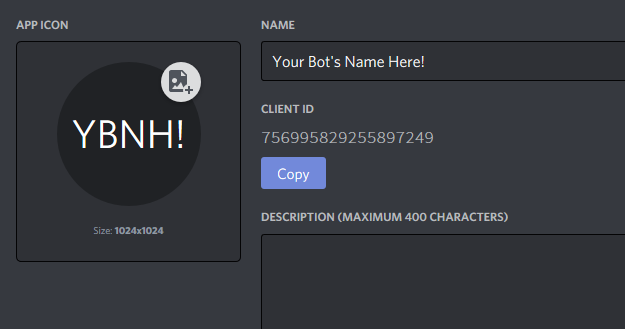 APP ICON
YBNH!
Size: 1024x1024
NAME
Your Bot's Name Here!
CLIENT ID
756995829255897249
Copy
DESCRIPTION (MAXIMUM 400 CHARACTERS)